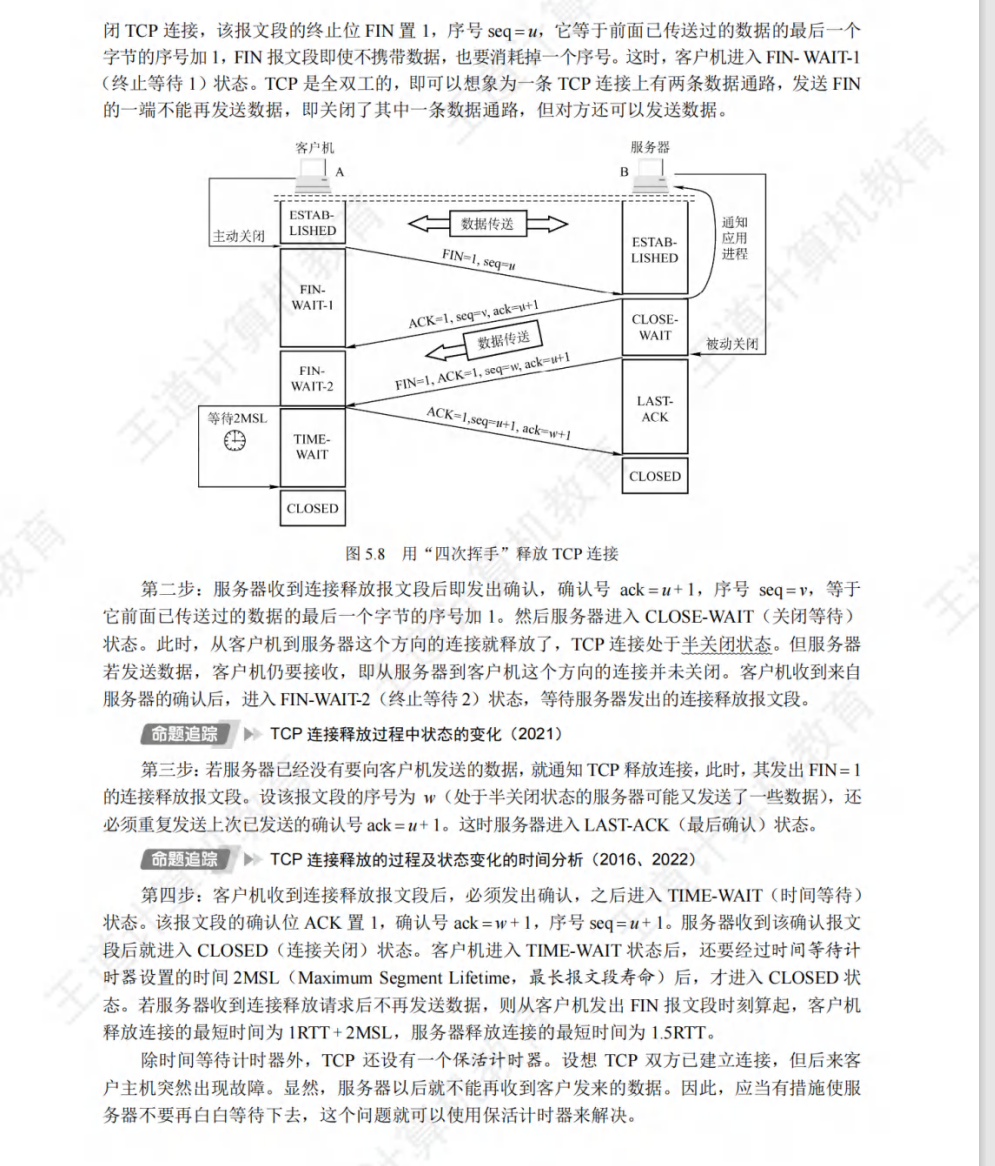 闭 TCP 连接，该报文段的终止位 FIN 置 1，序号 seq = u，它等于前面已传送过的数据的最后一个
字节的序号加 1，FIN 报文段即使不携带数据，也要消耗掉一个序号。这时，客户机进入 FIN- WAIT-1
（终止等待 1）状态。TCP 是全双工的，即可以想象为一条 TCP 连接上有两条数据通路，发送 FIN
的一端不能再发送数据，即关闭了其中一条数据通路，但对方还可以发送数据。
客户机
服务器
A
B
ESTAB-
LISHED
数据传送
主动关闭
通知
应用
进程
ESTAB-
LISHED
FIN=1, seq=u
FIN-
WAIT-1
ACK=1, seq=v, ack=u+1
CLOSE-
WAIT
数据传送
被动关闭
FIN-
WAIT-2
FIN=1, ACK=1, seq=w, ack=u+1
等待2MSL
ACK=1,seq=u+1, ack=w+1
LAST-
ACK
TIME-
WAIT
CLOSED
CLOSED
图 5.8 用“四次挥手”释放 TCP 连接
第二步：服务器收到连接释放报文段后即发出确认，确认号 ack = u + 1，序号 seq = v，等于
它前面已传送过的数据的最后一个字节的序号加 1。然后服务器进入 CLOSE-WAIT（关闭等待）
状态。此时，从客户机到服务器这个方向的连接就释放了，TCP 连接处于半关闭状态。但服务器
若发送数据，客户机仍要接收，即从服务器到客户机这个方向的连接并未关闭。客户机收到来自
服务器的确认后，进入 FIN-WAIT-2（终止等待 2）状态，等待服务器发出的连接释放报文段。
命题追踪 TCP 连接释放过程中状态的变化（2021）
第三步：若服务器已经没有要向客户机发送的数据，就通知 TCP 释放连接，此时，其发出 FIN = 1
的连接释放报文段。设该报文段的序号为 w（处于半关闭状态的服务器可能又发送了一些数据），还
必须重复发送上次已发送的确认号 ack = u + 1。这时服务器进入 LAST-ACK（最后确认）状态。
命题追踪 TCP 连接释放的过程及状态变化的时间分析（2016、2022）
第四步：客户机收到连接释放报文段后，必须发出确认，之后进入 TIME-WAIT（时间等待）
状态。该报文段的确认位 ACK 置 1，确认号 ack = w + 1，序号 seq = u + 1。服务器收到该确认报文
段后就进入 CLOSED（连接关闭）状态。客户机进入 TIME-WAIT 状态后，还要经过时间等待计
时器设置的时间 2MSL（Maximum Segment Lifetime，最长报文段寿命）后，才进入 CLOSED 状
态。若服务器收到连接释放请求后不再发送数据，则从客户机发出 FIN 报文段时刻算起，客户机
释放连接的最短时间为 1RTT + 2MSL，服务器释放连接的最短时间为 1.5RTT。
除时间等待计时器外，TCP 还设有一个保活计时器。设想 TCP 双方已建立连接，但后来客
户主机突然出现故障。显然，服务器以后就不能再收到客户发来的数据。因此，应当有措施使服
务器不要再白白等待下去，这个问题就可以使用保活计时器来解决。
王道计算机教育
王道计算机教育
王道计算机教育